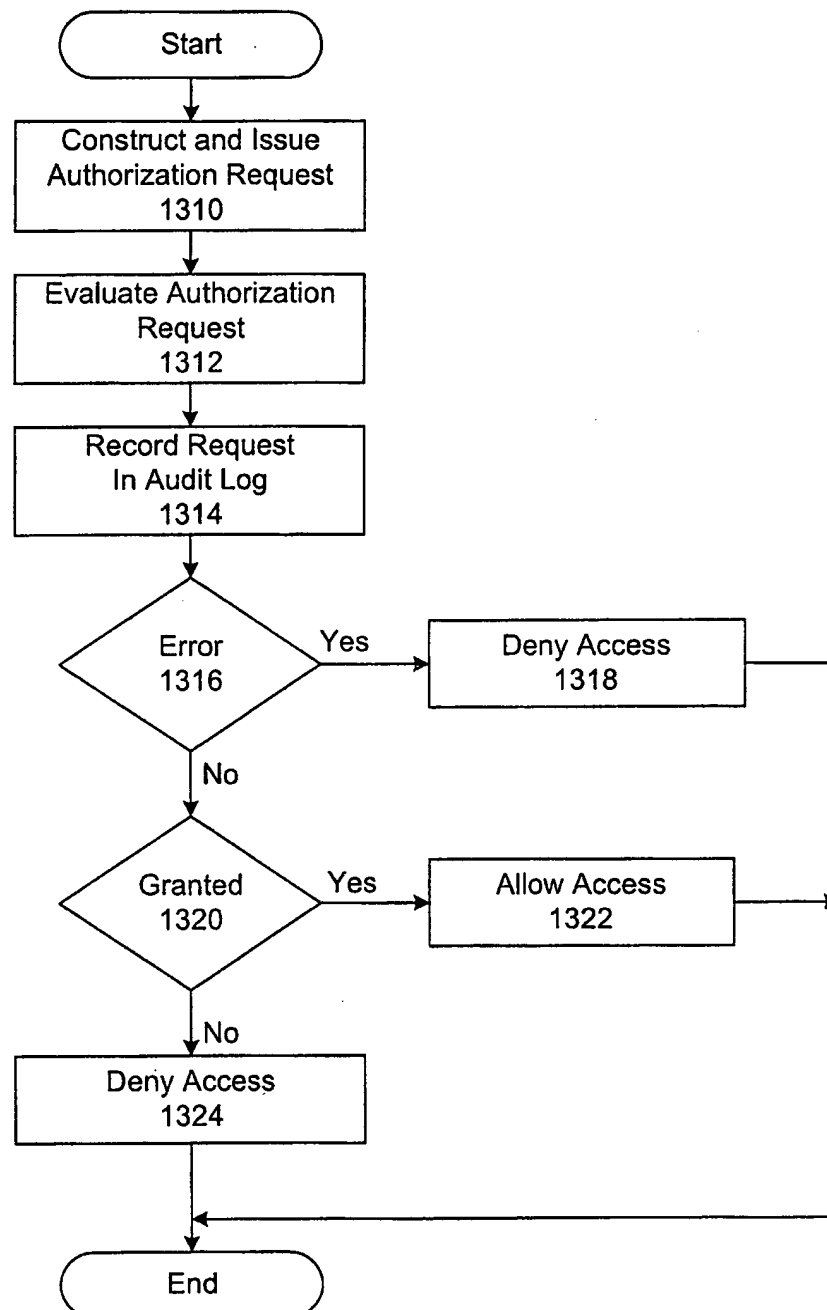 Start
Construct and Issue
Authorization Request
1310
Evaluate Authorization
Request
1312
Record Request
In Audit Log
1314
Error
1316
Yes
Deny Access
1318
No
Granted
1320
Yes
Allow Access
1322
No
Deny Access
1324
End